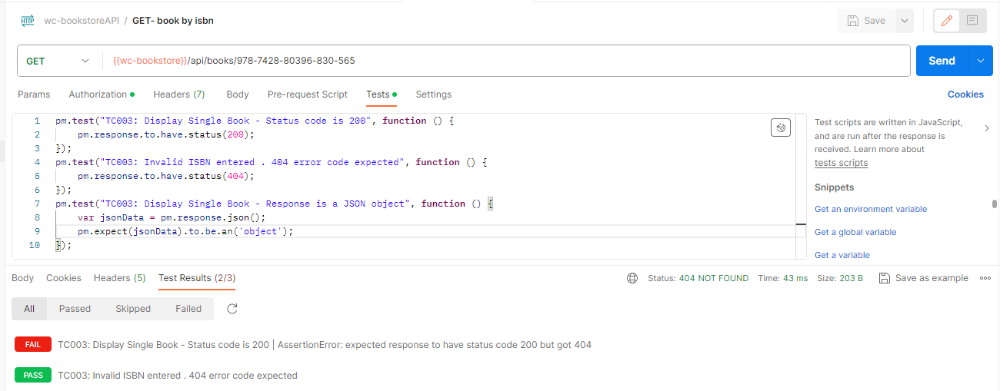 HTTP wc-bookstoreAPI / GET- book by isbn Save
GET {{wc-bookstore}}/api/books/978-7428-80396-830-565 Send
Params Authorization Headers (7) Body Pre-request Script Tests Settings Cookies
1 pm.test("TC003: Display Single Book - Status code is 200", function () {
2 pm.response.to.have.status(200);
3 });
4 pm.test("TC003: Invalid ISBN entered . 404 error code expected", function () {
5 pm.response.to.have.status(404);
6 });
7 pm.test("TC003: Display Single Book - Response is a JSON object", function () {
8 var jsonData = pm.response.json();
9 pm.expect(jsonData).to.be.an('object');
10 });
Test scripts are written in JavaScript,
and are run after the response is
received. Learn more about
tests scripts
Snippets
Get an environment variable
Get a global variable
Get a variable
Body Cookies Headers (5) Test Results (2/3) Status: 404 NOT FOUND Time: 43 ms Size: 203 B Save as example
All Passed Skipped Failed
FAIL TC003: Display Single Book - Status code is 200 | AssertionError: expected response to have status code 200 but got 404
PASS TC003: Invalid ISBN entered . 404 error code expected